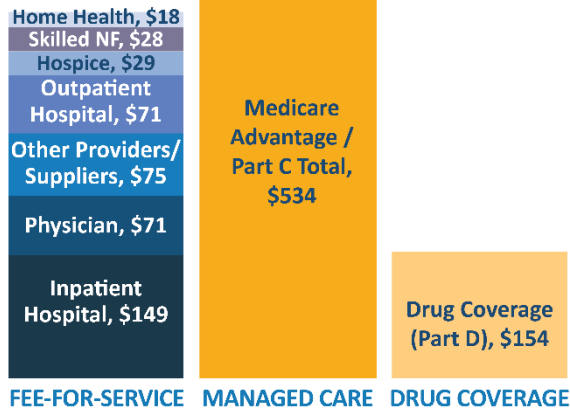 Home Health, $18
Skilled NF, $28
Hospice, $29
Outpatient
Hospital, $71
Other Providers/
Suppliers, $75
Physician, $71
Inpatient
Hospital, $149
FEE-FOR-SERVICE
Medicare
Advantage /
Part C Total,
$534
MANAGED CARE
Drug Coverage
(Part D), $154
DRUG COVERAGE